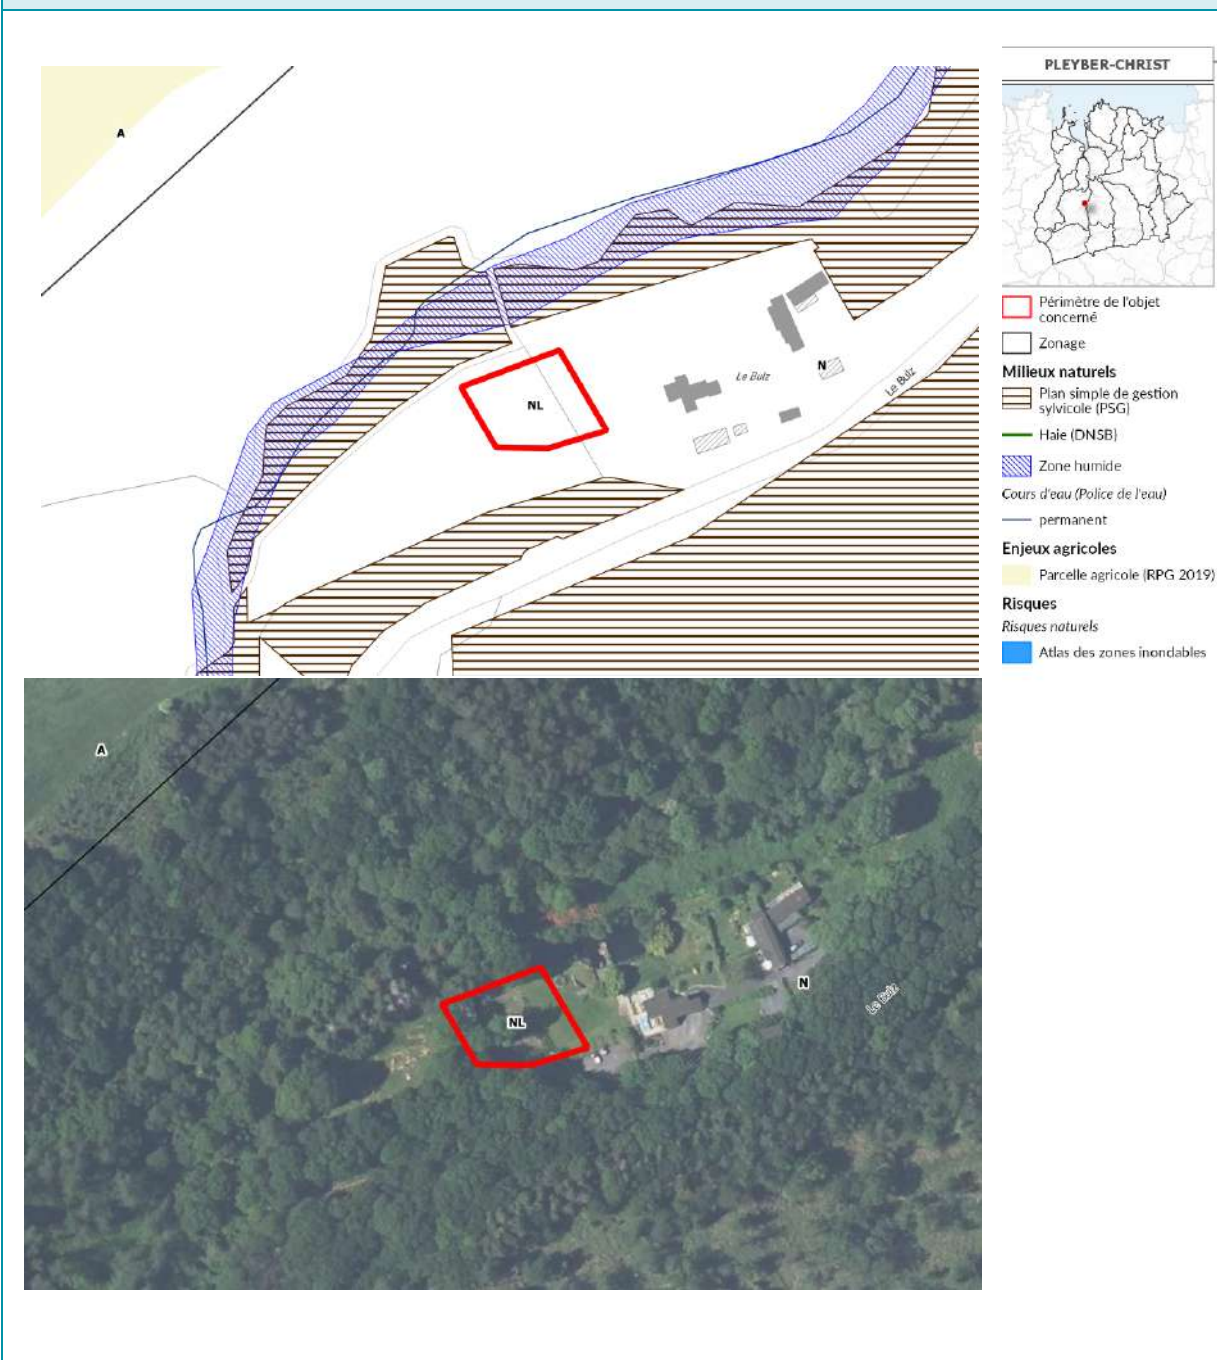 PLEYBER-CHRIST
A
NL
Le Bulz
N
Le Bulz
Périmètre de l'objet
concerné
Zonage
Milieux naturels
Plan simple de gestion
sylvicole (PSG)
Haie (DNSB)
Zone humide
Cours d'eau (Police de l'eau)
permanent
Enjeux agricoles
Parcelle agricole (RPG 2019)
Risques
Risques naturels
Atlas des zones inondables
A
NL
N
Le Bulz